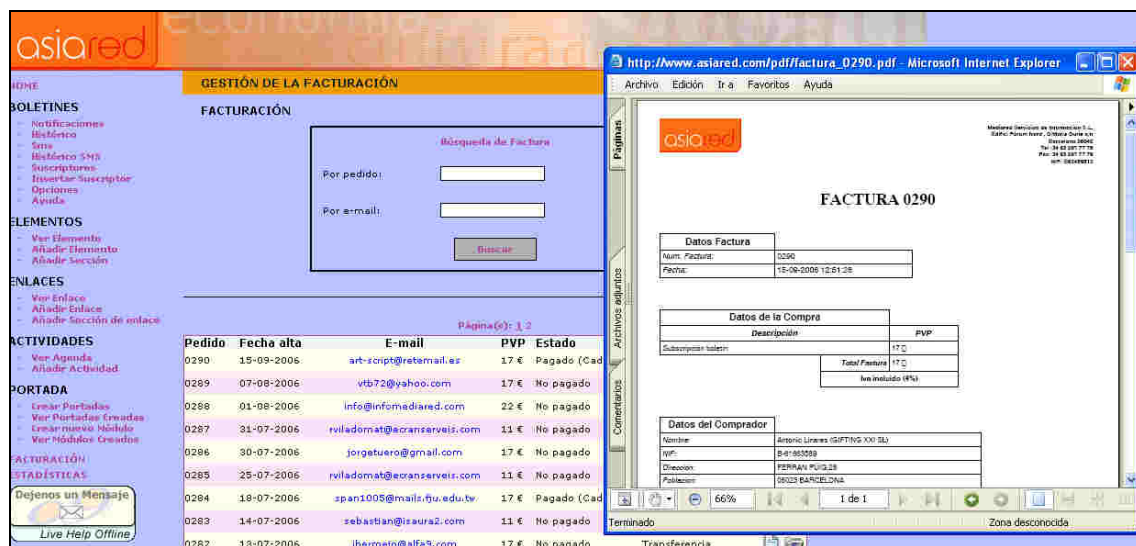 asiared
HOME
BOLETINES
Notificaciones
Histórico
Sms
Histórico SMS
Suscriptores
Insertar Suscriptor
Opciones
Ayuda
ELEMENTOS
Ver Elemento
Añadir Elemento
Añadir Sección
ENLACES
Ver Enlace
Añadir Enlace
Añadir Sección de enlace
ACTIVIDADES
Ver Agenda
Añadir Actividad
PORTADA
Crear Portadas
Ver Portadas Creadas
Crear nuevo Módulo
Ver Módulos Creados
FACTURACIÓN
ESTADÍSTICAS
Dejenos un Mensaje
Live Help Offline
GESTIÓN DE LA FACTURACIÓN
FACTURACIÓN
Búsqueda de Factura
Por pedido:
Por e-mail:
Buscar
Página(s): 1 2
Pedido Fecha alta E-mail PVP Estado
0290 15-09-2006 art-script@retemail.es 17 € Pagado (Cad
0289 07-08-2006 vtb72@yahoo.com 17 € No pagado
0288 01-08-2006 info@infomediared.com 22 € No pagado
0287 31-07-2006 rviladomat@ecranserveis.com 11 € No pagado
0286 30-07-2006 jorgetuero@gmail.com 17 € No pagado
0285 25-07-2006 rviladomat@ecranserveis.com 11 € No pagado
0284 18-07-2006 span1005@mails.fju.edu.tw 17 € Pagado (Cad
0283 14-07-2006 sebastian@isaura2.com 11 € No pagado
0282 13-07-2006 17 € No pagado Transferencia
http://www.asiared.com/pdf/factura_0290.pdf - Microsoft Internet Explorer
Archivo Edición Ir a Favoritos Ayuda
Páginas
Archivos adjuntos
Comentarios
asiared
FACTURA 0290
Datos Factura
Num. Factura: 0290
Fecha: 15-09-2006 12:51:26
Datos de la Compra
Descripción PVP
Subscripción boletín 17
Total Factura 17
Iva incluido (4%)
Datos del Comprador
Nombre Antonio Linares (GIFTING XXI SL)
NIF:
Dirección FERRAN PUIG,28
Poblacion 08023 BARCELONA
66% 1 de 1
Terminado Zona desconocida